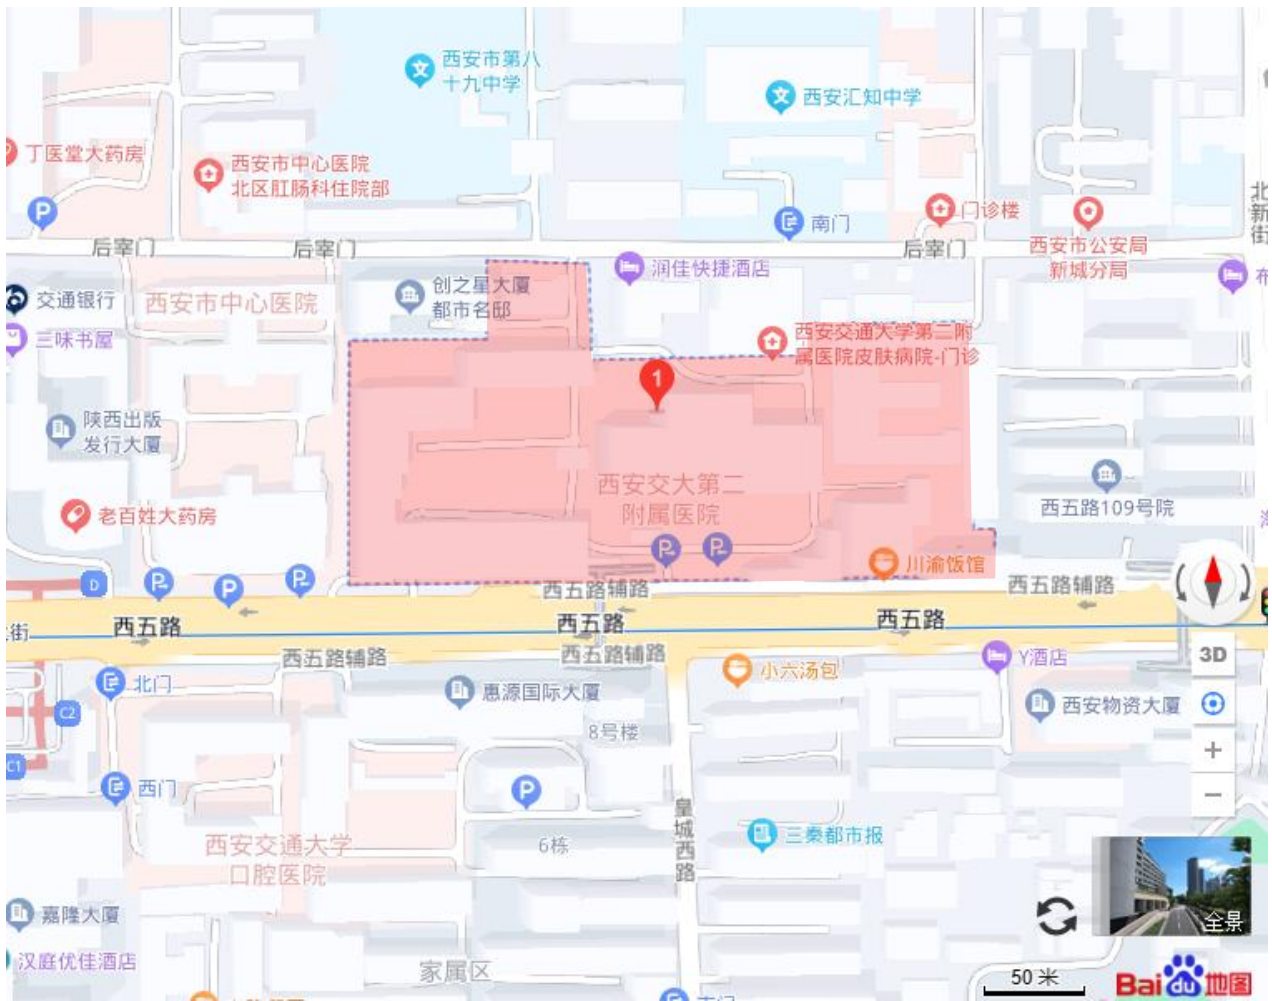 西安市第八
十九中学
西安汇知中学
丁医堂大药房
西安市中心医院
北区肛肠科住院部
P
南门
门诊楼
西安市公安局
新城分局
北新街
后宰门
后宰门
后宰门
润佳快捷酒店
创之星大厦
都市名邸
交通银行
西安市中心医院
三味书屋
西安交通大学第二附
属医院皮肤病院-门诊
1
陕西出版
发行大厦
西安交大第二
附属医院
西五路109号院
老百姓大药房
P
P
川渝饭馆
D
P
P
P
西五路辅路
西五路辅路
街
西五路
西五路
西五路
西五路辅路
西五路辅路
小六汤包
Y酒店
3D
北门
惠源国际大厦
西安物资大厦
C2
8号楼
C1
西门
P
皇城西路
三秦都市报
西安交通大学
口腔医院
6栋
嘉隆大厦
全景
汉庭优佳酒店
家属区
50 米
Bai du 地图